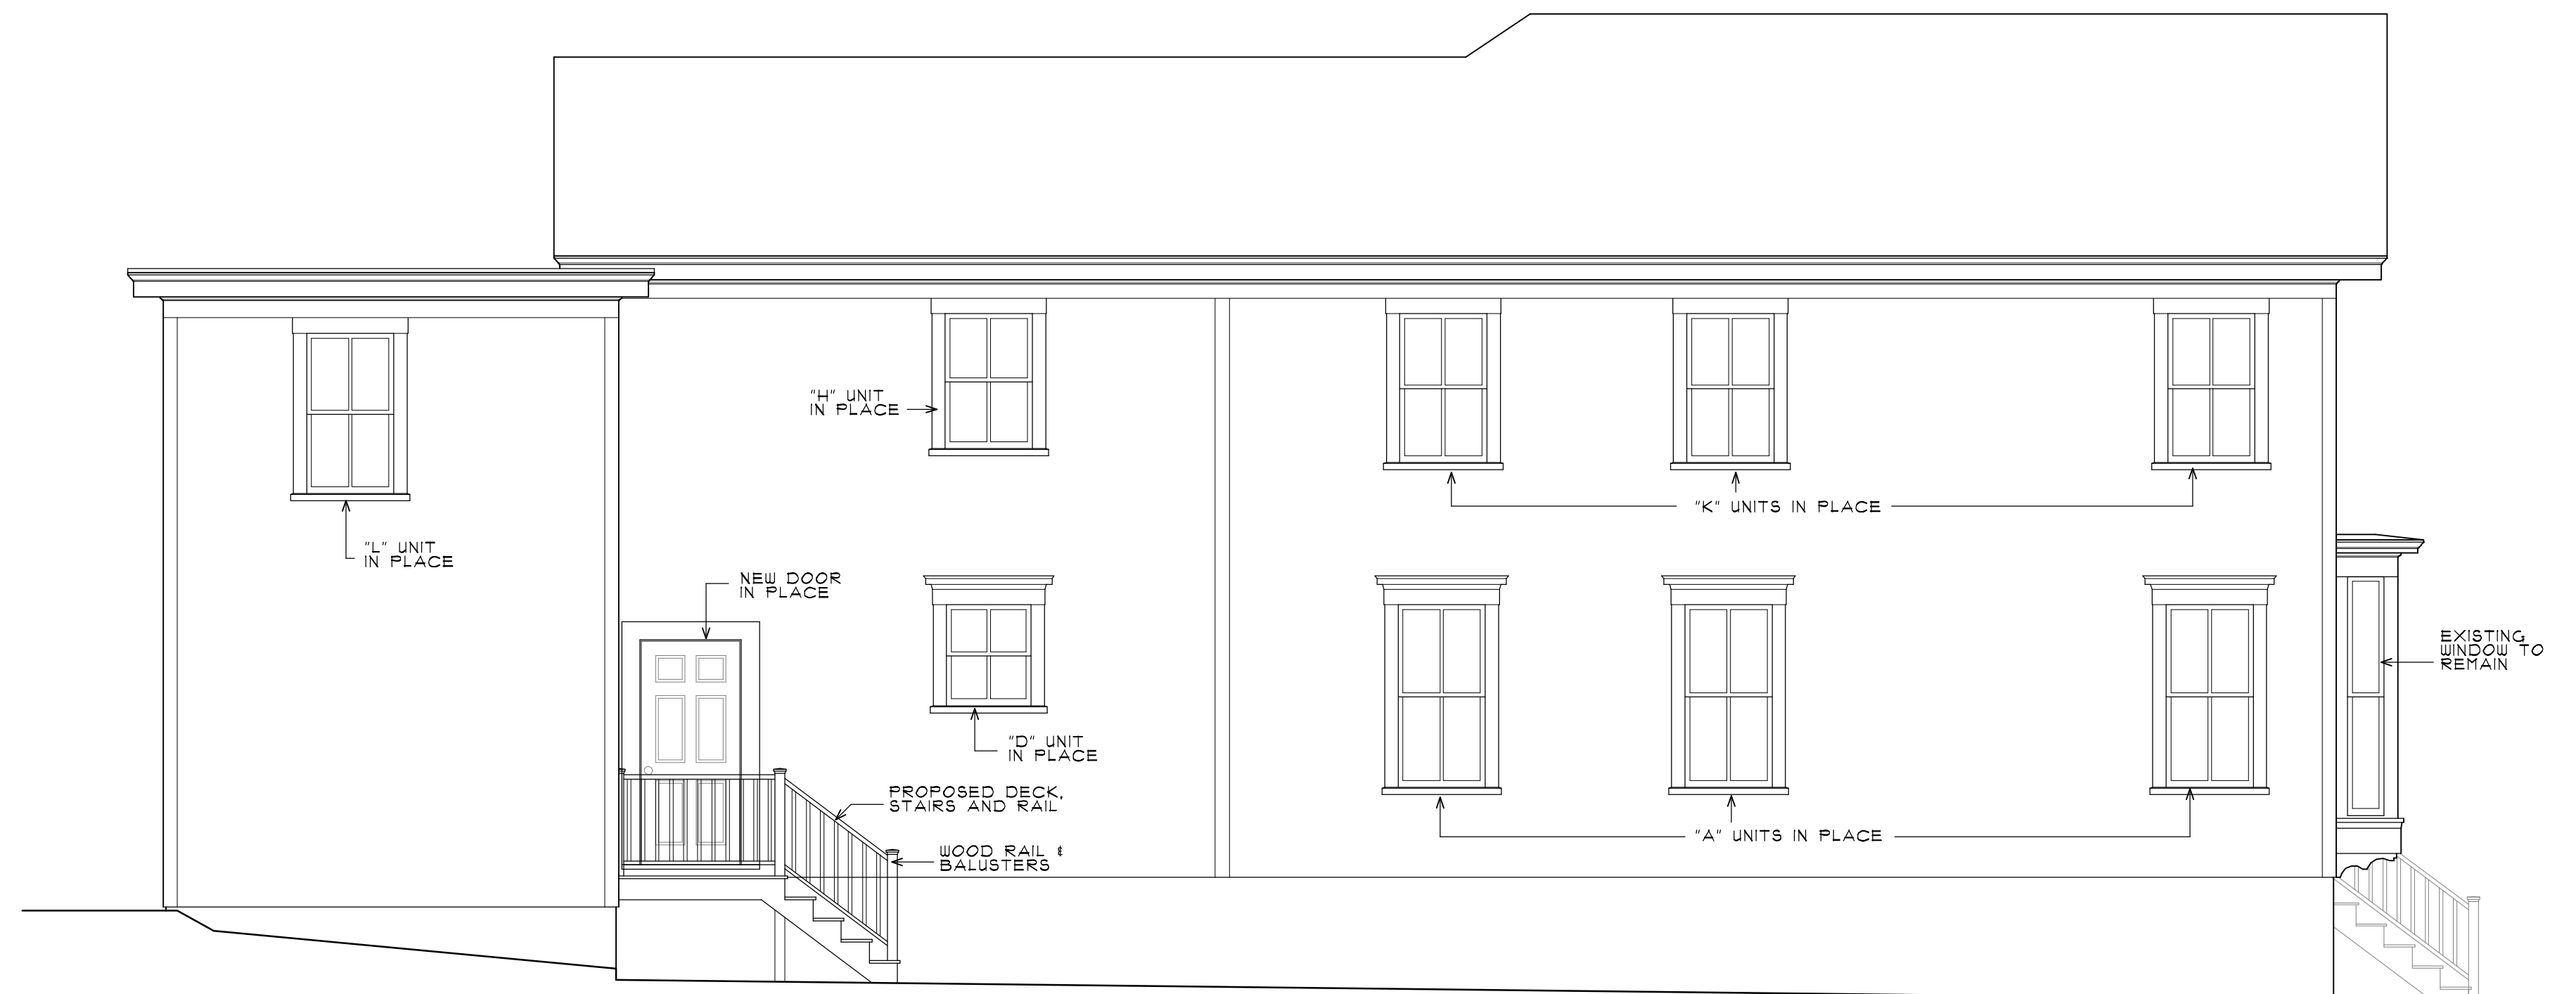 "H" UNIT
IN PLACE
"K" UNITS IN PLACE
"L" UNIT
IN PLACE
NEW DOOR
IN PLACE
EXISTING
WINDOW TO
REMAIN
"D" UNIT
IN PLACE
PROPOSED DECK,
STAIRS AND RAIL
"A" UNITS IN PLACE
WOOD RAIL &
BALUSTERS